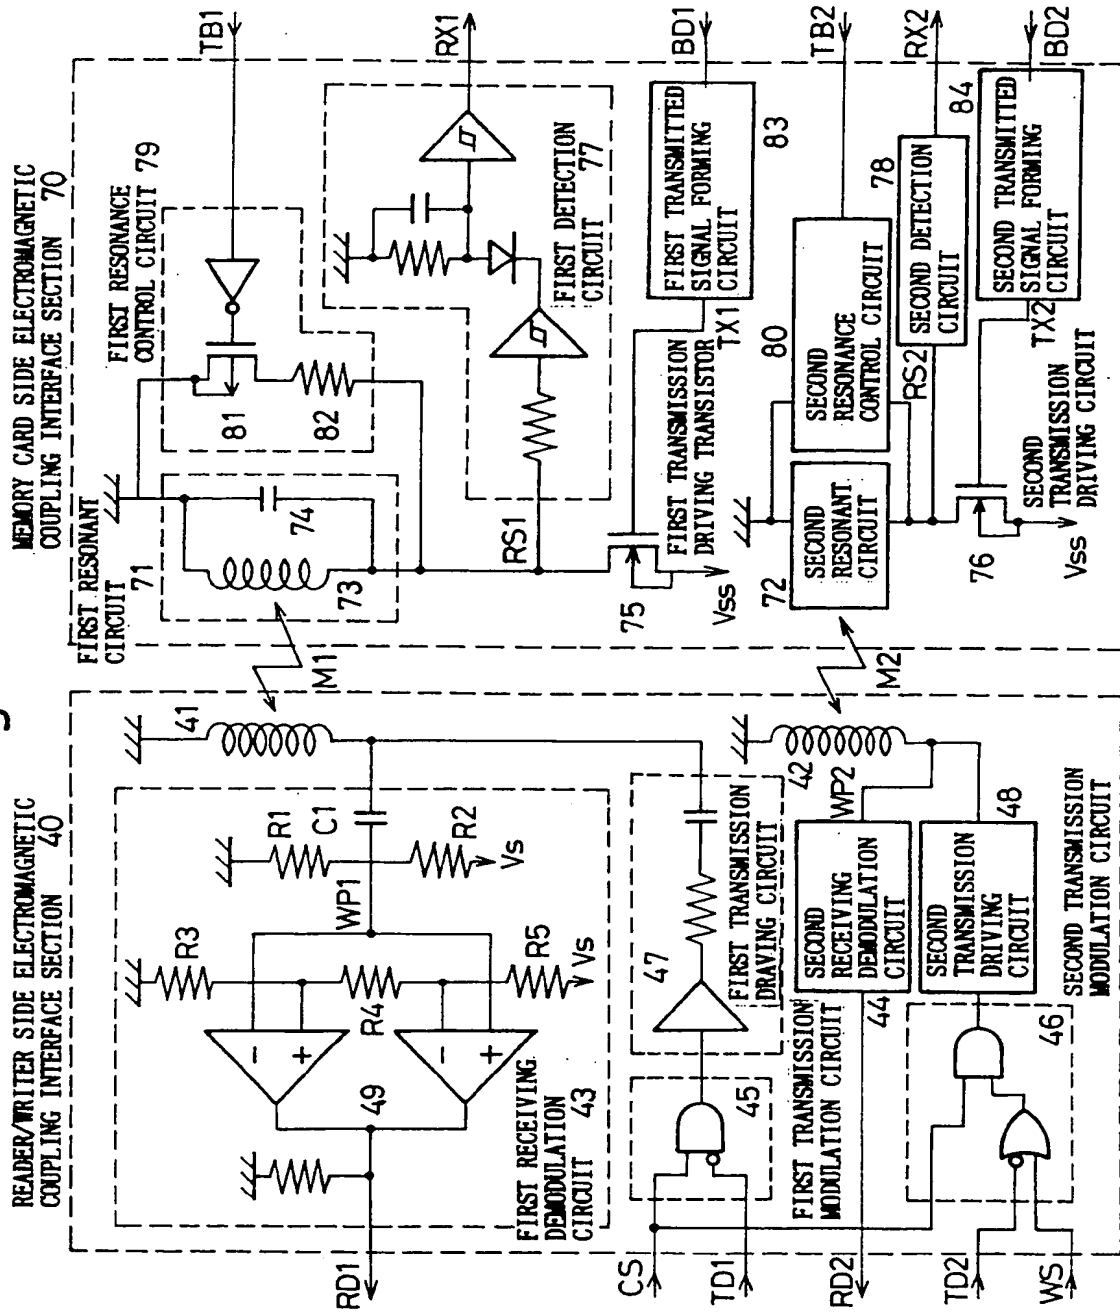 READER/WRITER SIDE ELECTROMAGNETIC
COUPLING INTERFACE SECTION 40
MEMORY CARD SIDE ELECTROMAGNETIC
COUPLING INTERFACE SECTION 70
RD1
49
FIRST RECEIVING
DEMODULATION
CIRCUIT 43
R3
R4
R5
Vs
WP1
R1
C1
R2
Vs
41
M1
FIRST RESONANT
CIRCUIT 71
73
74
FIRST RESONANCE
CONTROL CIRCUIT 79
81
82
TB1
RX1
FIRST DETECTION
CIRCUIT 77
RS1
75
Vss
FIRST TRANSMISSION
DRIVING TRANSISTOR
TX1
FIRST TRANSMITTED
SIGNAL FORMING
CIRCUIT
83
BD1
CS
TD1
45
FIRST TRANSMISSION
MODULATION CIRCUIT
47
FIRST TRANSMISSION
DRAVING CIRCUIT
RD2
44
SECOND
RECEIVING
DEMODULATION
CIRCUIT
WP2
42
M2
TD2
WS
46
SECOND
TRANSMISSION
DRIVING
CIRCUIT
48
SECOND TRANSMISSION
MODULATION CIRCUIT
72
SECOND
RESONANT
CIRCUIT
SECOND
RESONANCE
CONTROL CIRCUIT
80
TB2
RS2
SECOND DETECTION
CIRCUIT
78
RX2
76
Vss
SECOND
TRANSMISSION
DRIVING CIRCUIT
TX2
SECOND TRANSMITTED
SIGNAL FORMING
CIRCUIT
84
BD2